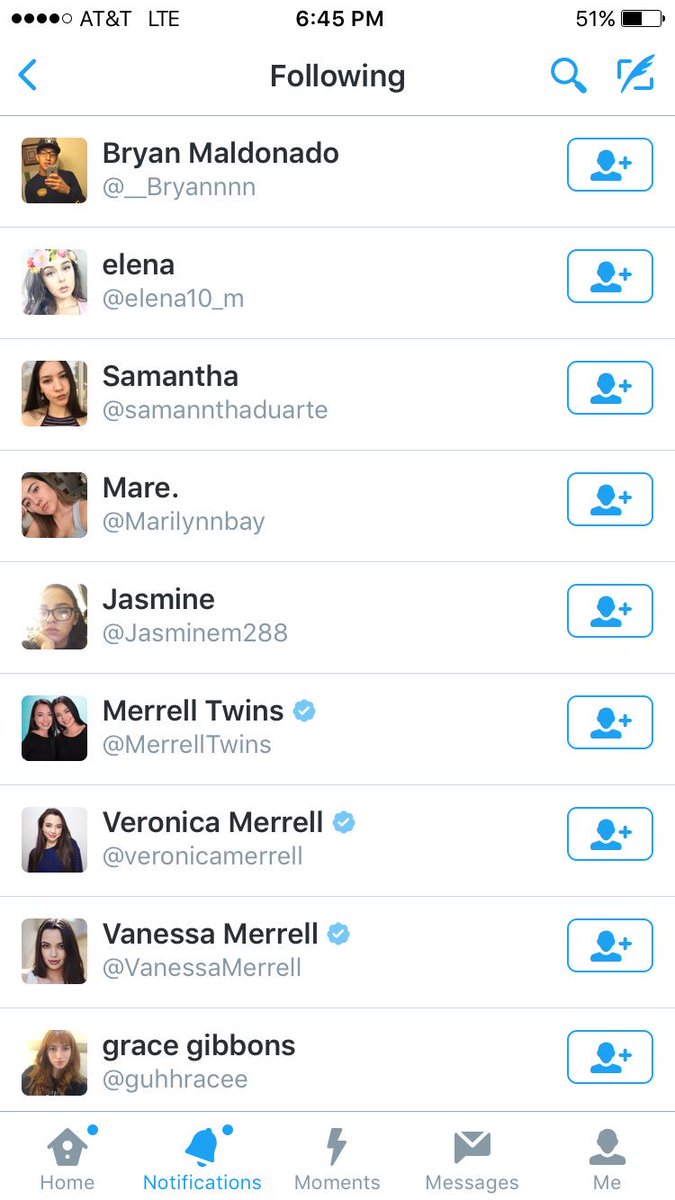 AT&T LTE 6:45 PM 51%
Following
Bryan Maldonado
@__Bryannnn
elena
@elena10_m
Samantha
@samannthaduarte
Mare.
@Marilynnbay
Jasmine
@Jasminem288
Merrell Twins
@MerrellTwins
Veronica Merrell
@veronicamerrell
Vanessa Merrell
@VanessaMerrell
grace gibbons
@guhhracee
Home Notifications Moments Messages Me